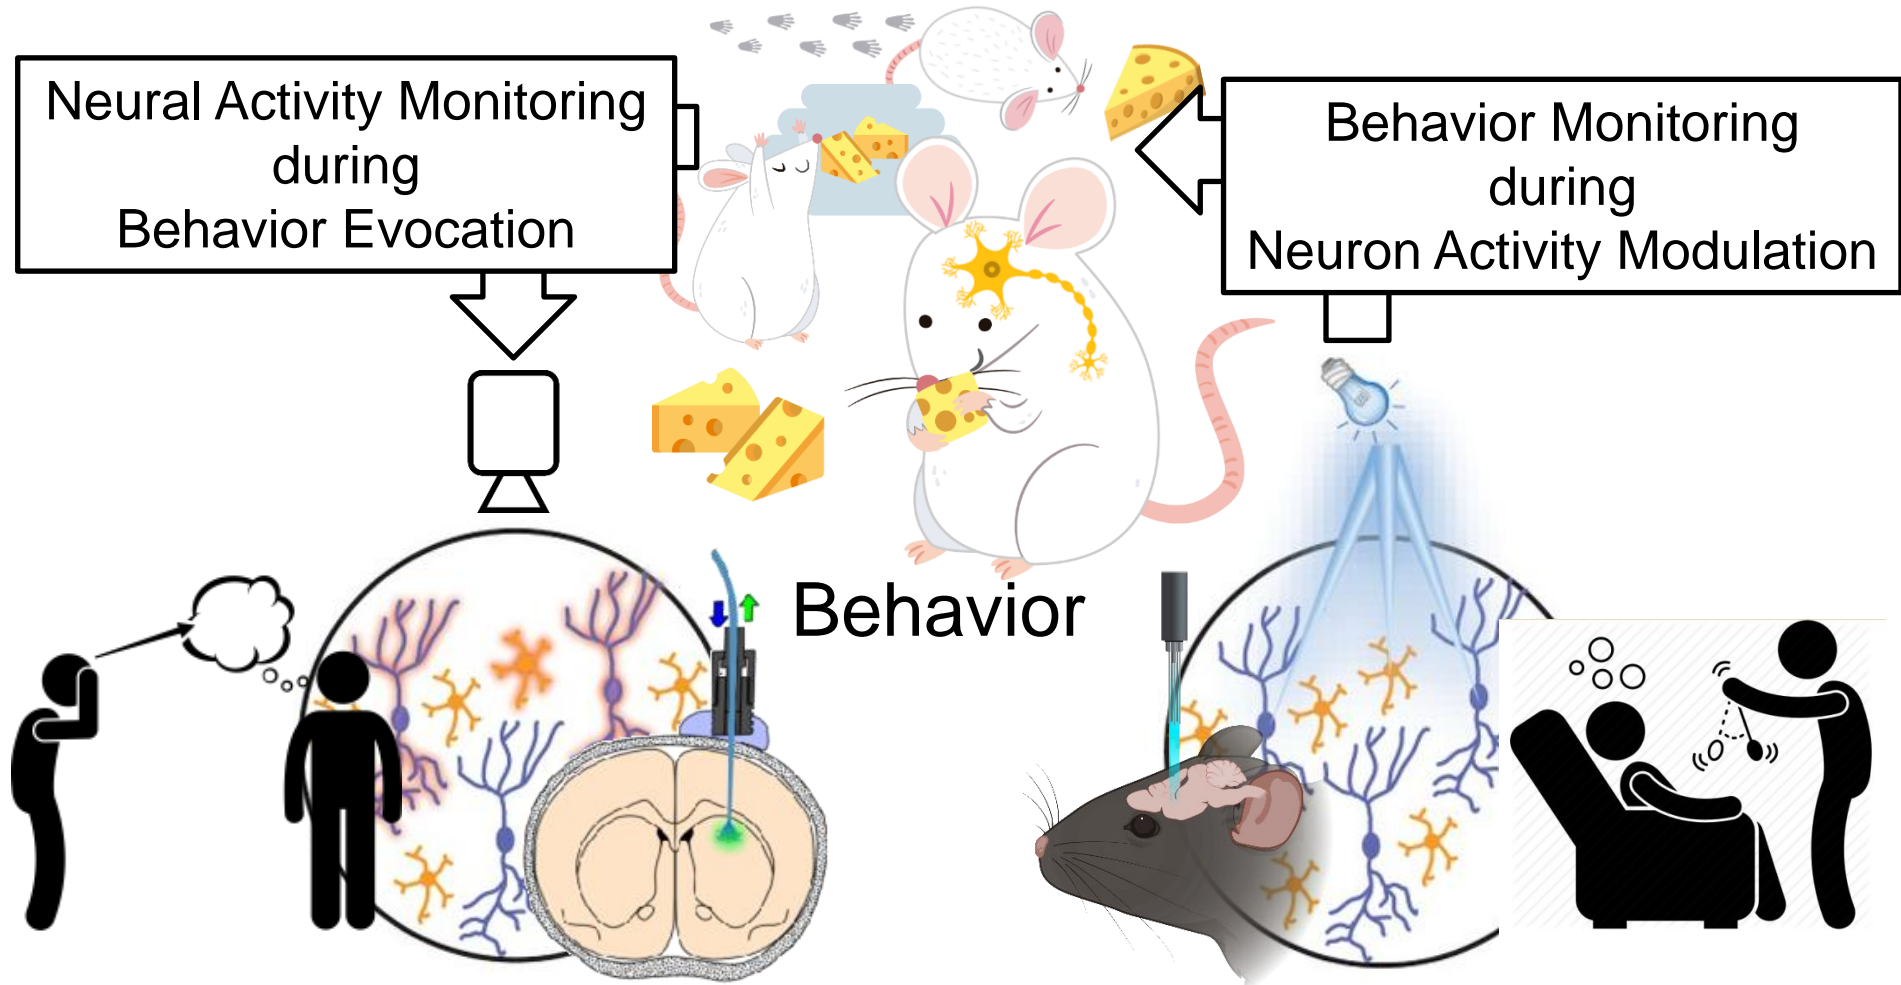 Neural Activity Monitoring
during
Behavior Evocation
Behavior Monitoring
during
Neuron Activity Modulation
Behavior